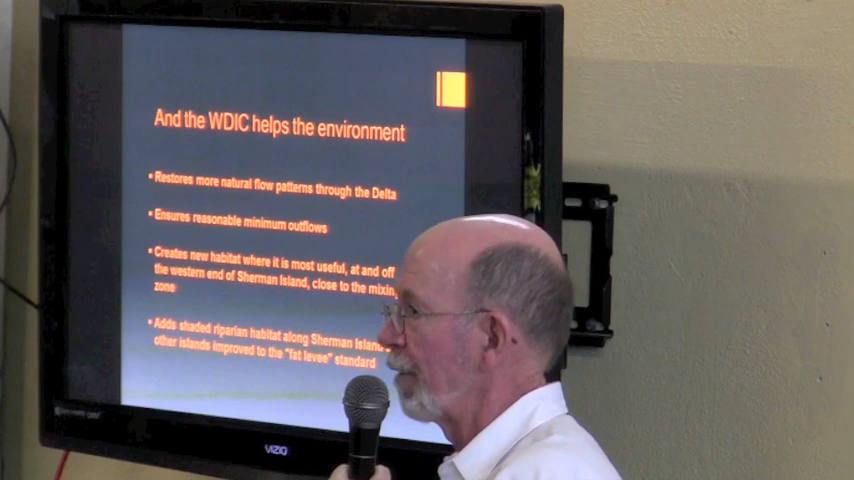 And the WDIC helps the environment
▪ Restores more natural flow patterns through the Delta
▪ Ensures reasonable minimum outflows
▪ Creates new habitat where it is most useful, at and off
the western end of Sherman Island, close to the mixing
zone
▪ Adds shaded riparian habitat along Sherman Island
other islands improved to the "fat levee" standard
VIZIO